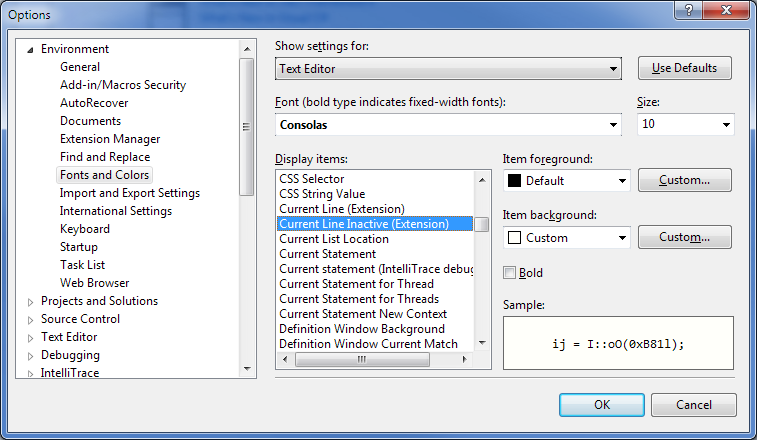 Options
Environment
General
Add-in/Macros Security
AutoRecover
Documents
Extension Manager
Find and Replace
Fonts and Colors
Import and Export Settings
International Settings
Keyboard
Startup
Task List
Web Browser
Projects and Solutions
Source Control
Text Editor
Debugging
IntelliTrace
Show settings for:
Text Editor
Use Defaults
Font (bold type indicates fixed-width fonts):
Size:
Consolas
10
Display items:
CSS Selector
CSS String Value
Current Line (Extension)
Current Line Inactive (Extension)
Current List Location
Current Statement
Current statement (IntelliTrace debug
Current Statement for Thread
Current Statement for Threads
Current Statement New Context
Definition Window Background
Definition Window Current Match
Item foreground:
Default
Custom...
Item background:
Custom
Custom...
Bold
Sample:
ij = I::oO(0xB81l);
OK
Cancel